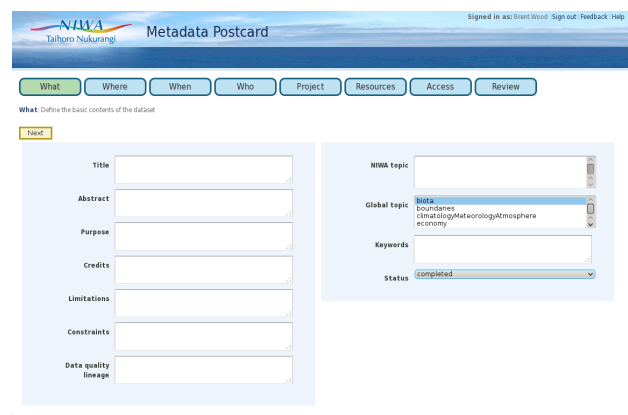 NIWA
Taihoro Nukurangi
Metadata Postcard
Signed in as: Brent Wood Sign out Feedback Help
What
Where
When
Who
Project
Resources
Access
Review
What: Define the basic contents of the dataset
Next
Title
Abstract
Purpose
Credits
Limitations
Constraints
Data quality
lineage
NIWA topic
Global topic
biota
boundaries
climatologyMeteorologyAtmosphere
economy
Keywords
Status
completed